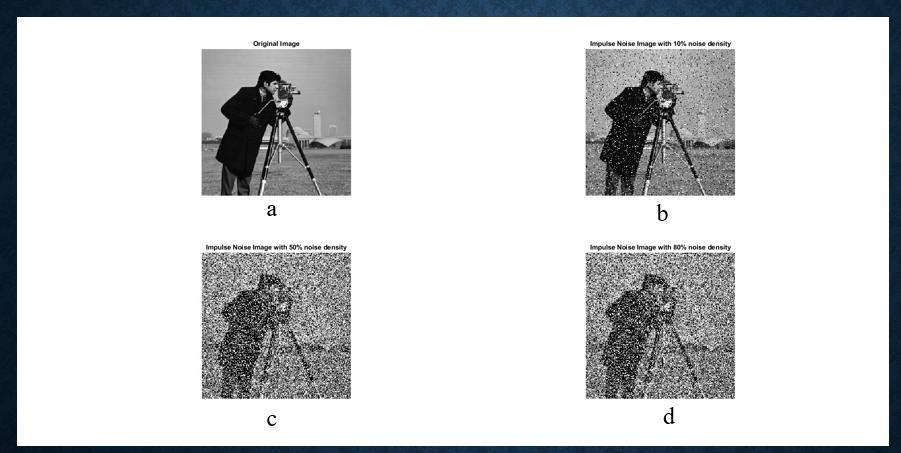 Original Image
Impulse Noise Image with 10% noise density
a
b
Impulse Noise Image with 50% noise density
Impulse Noise Image with 80% noise density
c
d